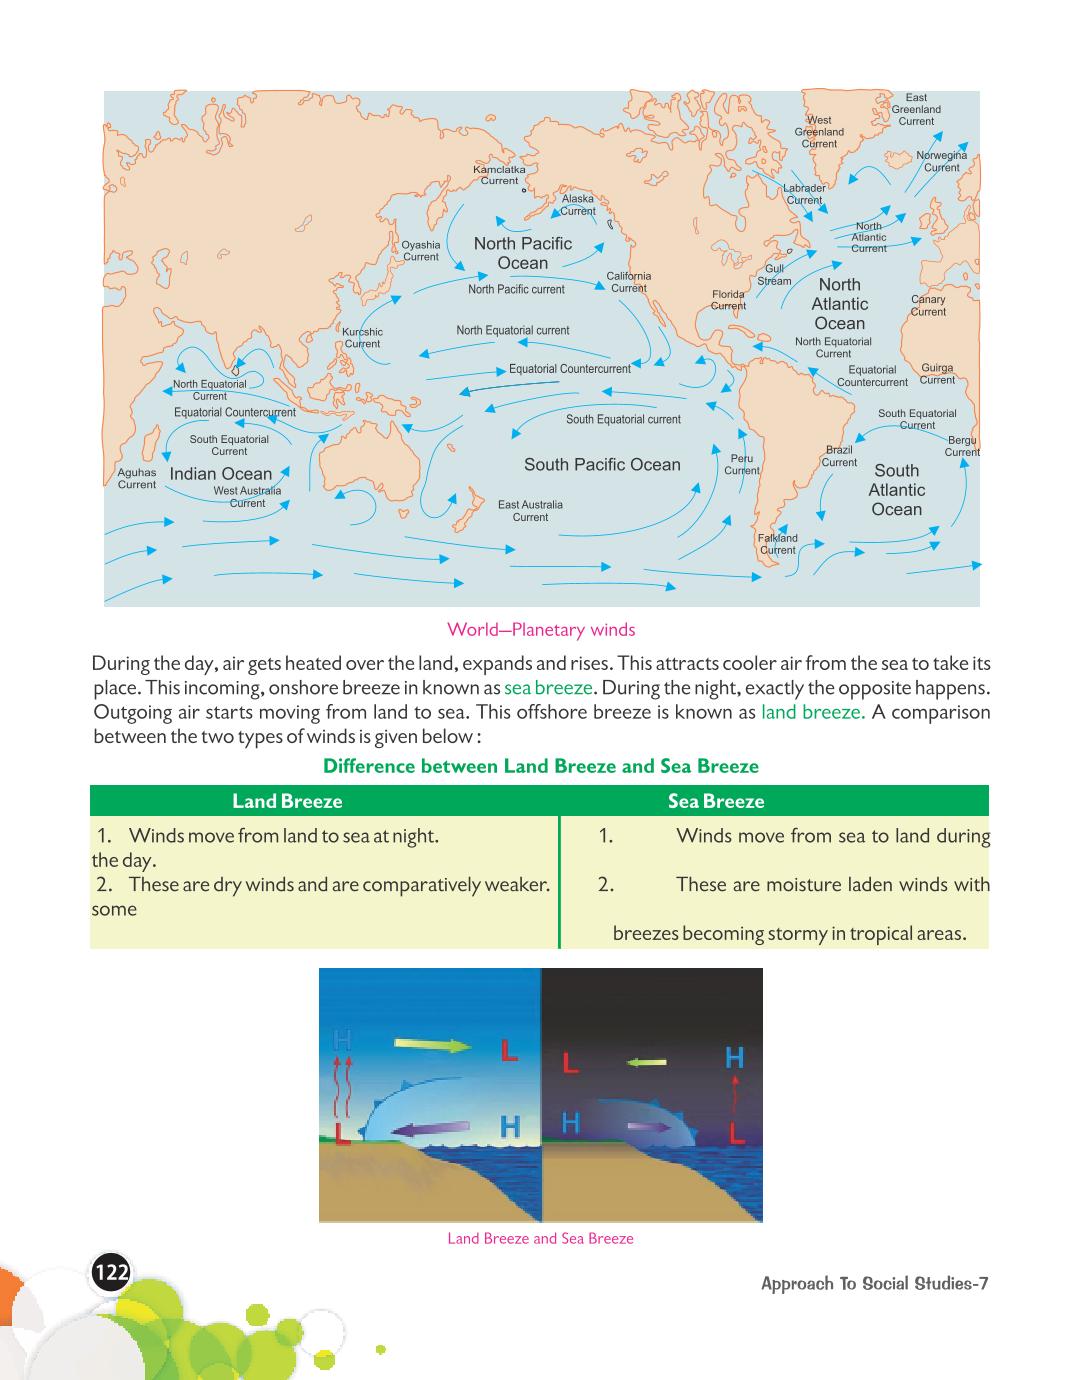 East
Greenland
Current
West
Greenland
Current
Norwegina
Current
Kamclatka
Current
Labrader
Current
Alaska
Current
North
Atlantic
Current
Oyashia
Current
North Pacific
Ocean
California
Current
Gull
Stream
North Pacific current
Florida
Current
North
Atlantic
Ocean
Canary
Current
Kurcshic
Current
North Equatorial current
North Equatorial
Current
Equatorial Countercurrent
Equatorial
Countercurrent
Guirga
Current
North Equatorial
Current
Equatorial Countercurrent
South Equatorial current
South Equatorial
Current
South Equatorial
Current
Bergu
Current
Brazil
Current
Aguhas
Current
Indian Ocean
South Pacific Ocean
Peru
Current
South
Atlantic
Ocean
West Australia
Current
East Australia
Current
Falkland
Current
World—Planetary winds
During the day, air gets heated over the land, expands and rises. This attracts cooler air from the sea to take its
place. This incoming, onshore breeze in known as sea breeze. During the night, exactly the opposite happens.
Outgoing air starts moving from land to sea. This offshore breeze is known as land breeze. A comparison
between the two types of winds is given below :
Difference between Land Breeze and Sea Breeze
Land Breeze Sea Breeze
1. Winds move from land to sea at night. 1. Winds move from sea to land during
the day.
2. These are dry winds and are comparatively weaker. 2. These are moisture laden winds with
some
breezes becoming stormy in tropical areas.
H L L H
L H H L
Land Breeze and Sea Breeze
122
Approach To Social Studies-7